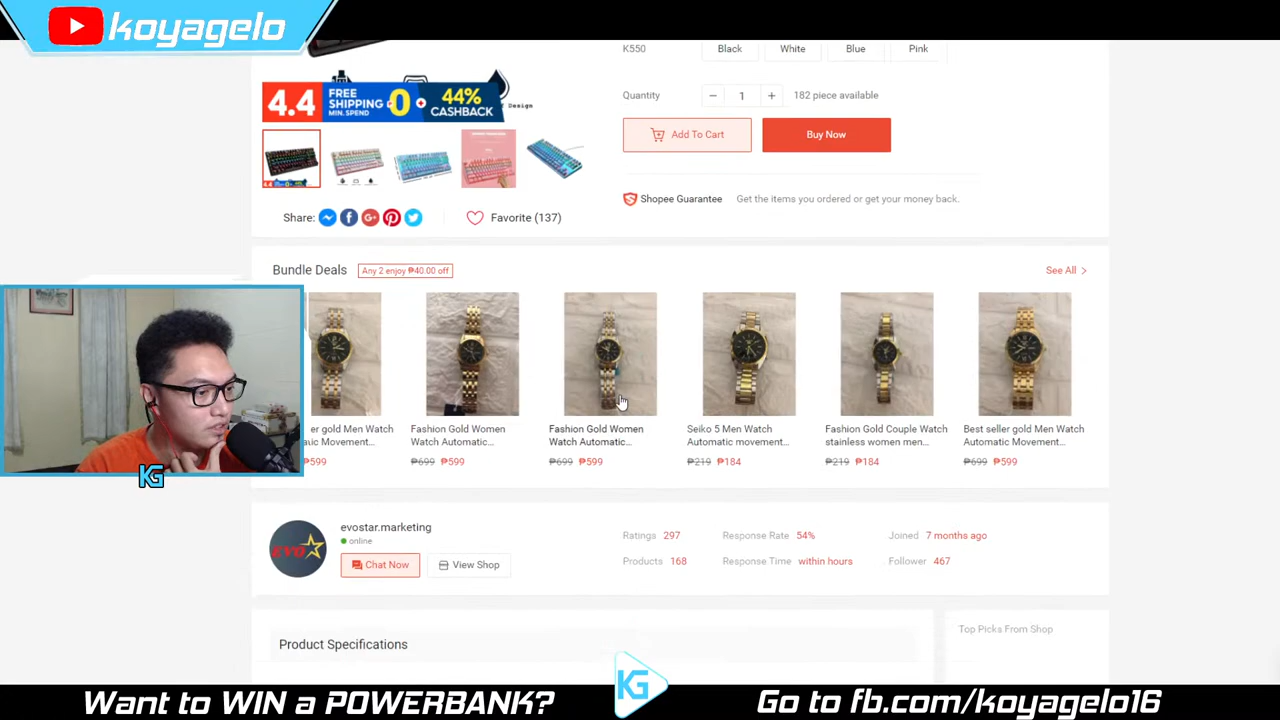 koyagelo
K550
Black
White
Blue
Pink
4.4
FREE
SHIPPING
MIN. SPEND
0
+
44%
CASHBACK
of Design
Quantity
− 1 +
182 piece available
Add To Cart
Buy Now
4.4
Share:
Favorite (137)
Shopee Guarantee
Get the items you ordered or get your money back.
Bundle Deals
Any 2 enjoy ₱40.00 off
See All >
er gold Men Watch
Movement...
₱599
Fashion Gold Women
Watch Automatic...
₱699 ₱599
Fashion Gold Women
Watch Automatic...
₱699 ₱599
Seiko 5 Men Watch
Automatic movement...
₱219 ₱184
Fashion Gold Couple Watch
stainless women men...
₱219 ₱184
Best seller gold Men Watch
Automatic Movement...
₱699 ₱599
EVO
evostar.marketing
online
Chat Now
View Shop
Ratings 297
Response Rate 54%
Joined 7 months ago
Products 168
Response Time within hours
Follower 467
KG
Product Specifications
Top Picks From Shop
KG
Want to WIN a POWERBANK?
Go to fb.com/koyagelo16